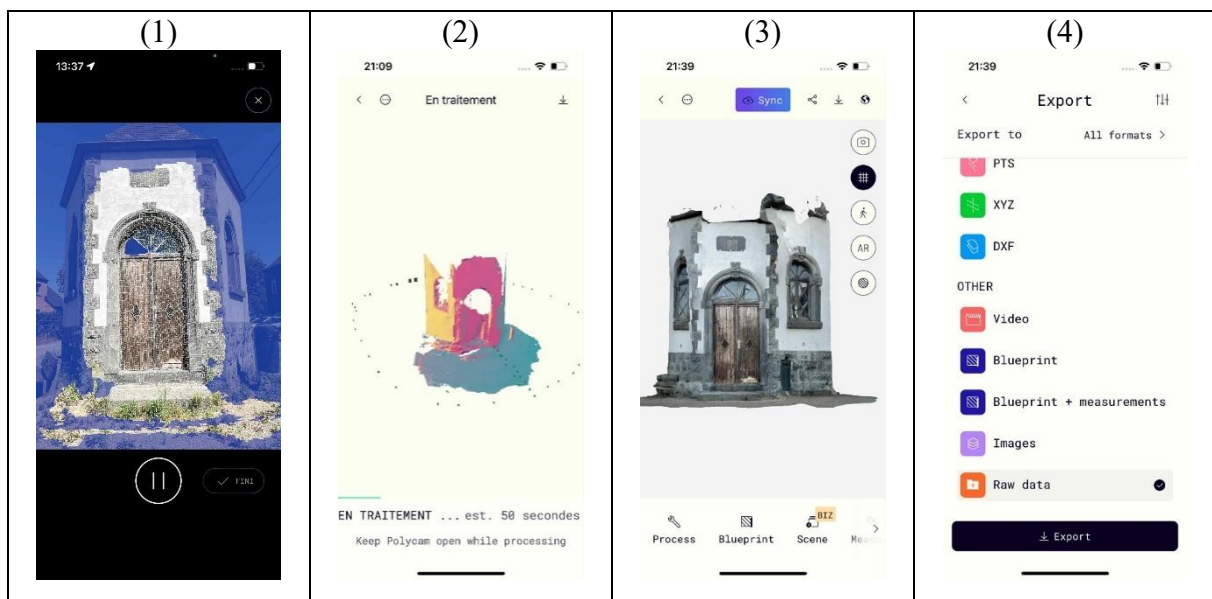 (1)
(2)
(3)
(4)
13:37
FINI
21:09
En traitement
EN TRAITEMENT ... est. 50 secondes
Keep Polycam open while processing
21:39
Sync
AR
BIZ
Process Blueprint Scene
21:39
Export
Export to All formats >
PTS
XYZ
DXF
OTHER
Video
Blueprint
Blueprint + measurements
Images
Raw data
Export